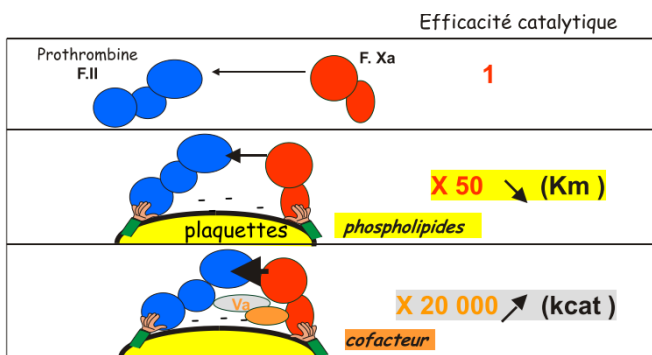 Efficacité catalytique
Prothrombine
F.II
F. Xa
1
X 50 (Km )
plaquettes
phospholipides
Va
X 20 000 (kcat )
cofacteur